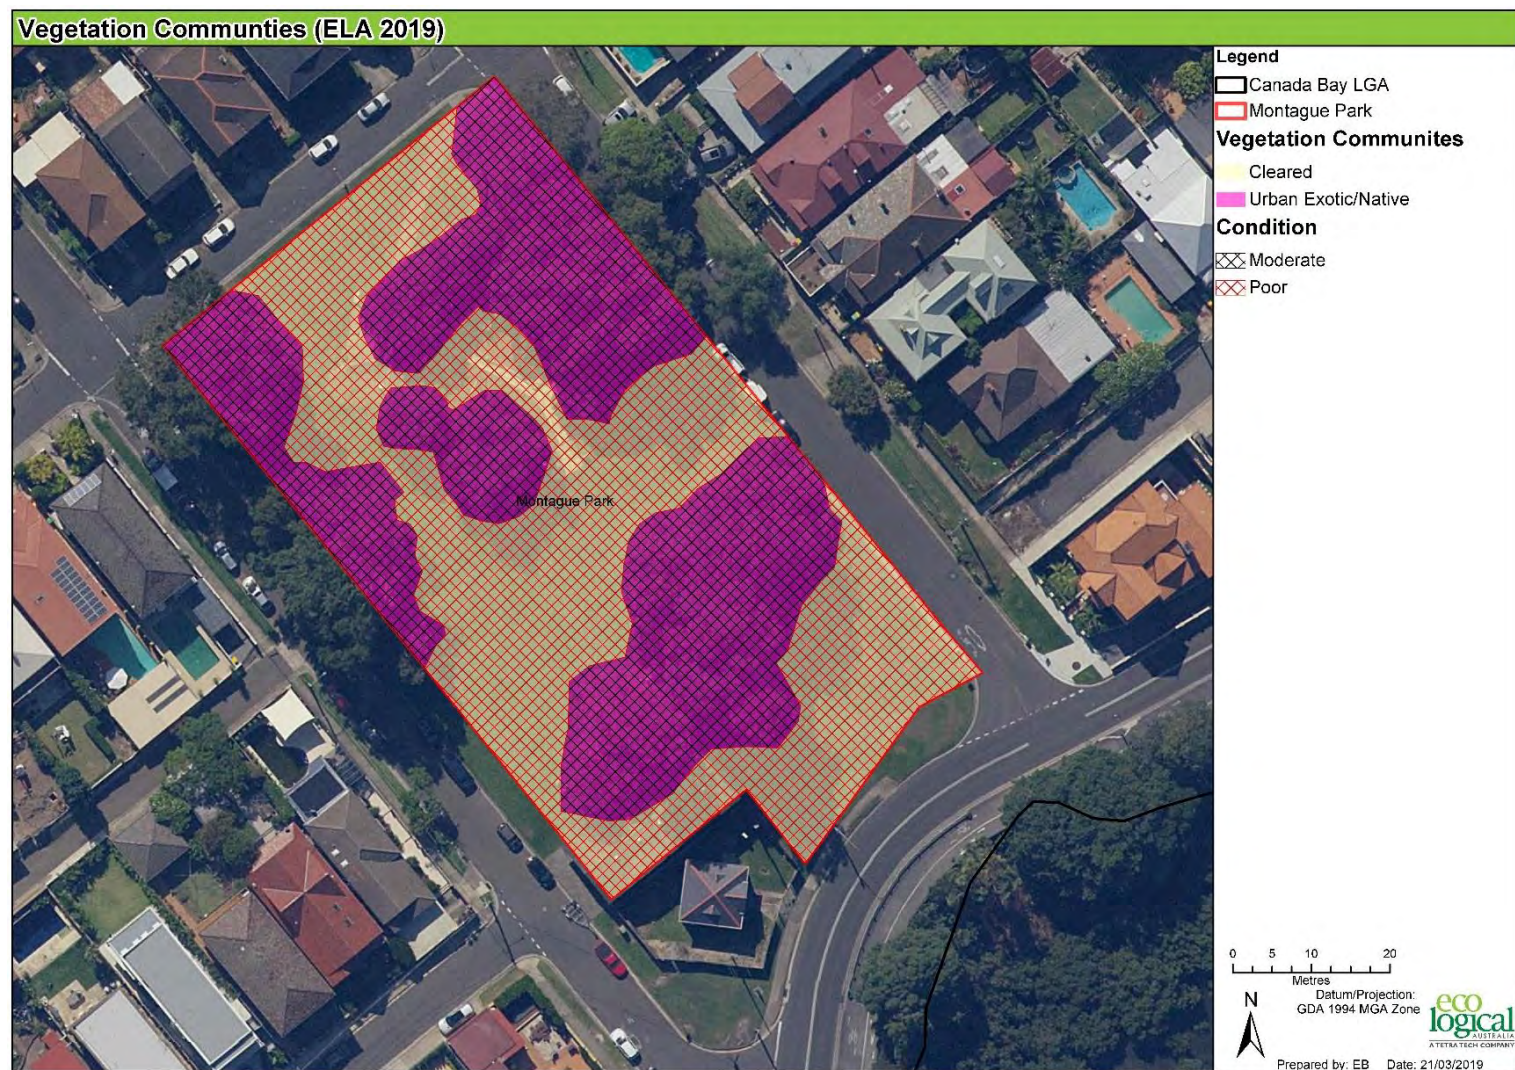 Vegetation Communties (ELA 2019)
Legend
Canada Bay LGA
Montague Park
Vegetation Communites
Cleared
Urban Exotic/Native
Condition
Moderate
Poor
Montague Park
0 5 10 20
Metres
Datum/Projection:
GDA 1994 MGA Zone
N
eco
logical
AUSTRALIA
A TETRA TECH COMPANY
Prepared by: EB Date: 21/03/2019